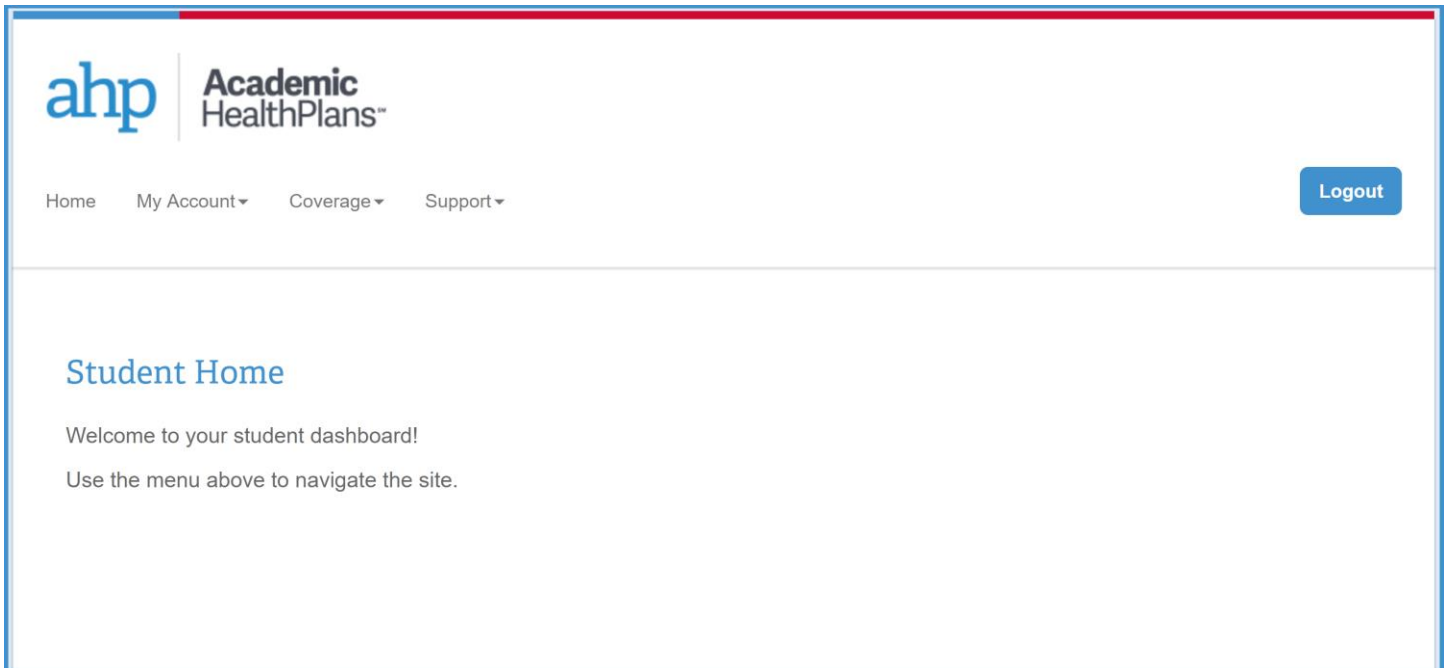 ahp
Academic
HealthPlans℠
Home My Account Coverage Support
Logout
Student Home
Welcome to your student dashboard!
Use the menu above to navigate the site.